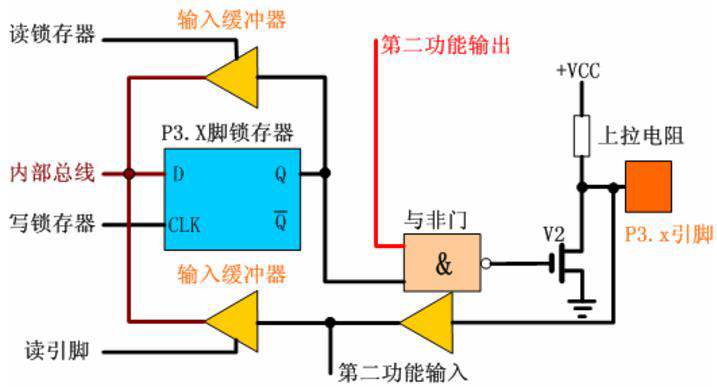 输入缓冲器
读锁存器
第二功能输出
+VCC
P3.X脚锁存器
上拉电阻
内部总线
D
Q
写锁存器
CLK
Q̅
与非门
V2
P3.x引脚
&
输入缓冲器
读引脚
第二功能输入